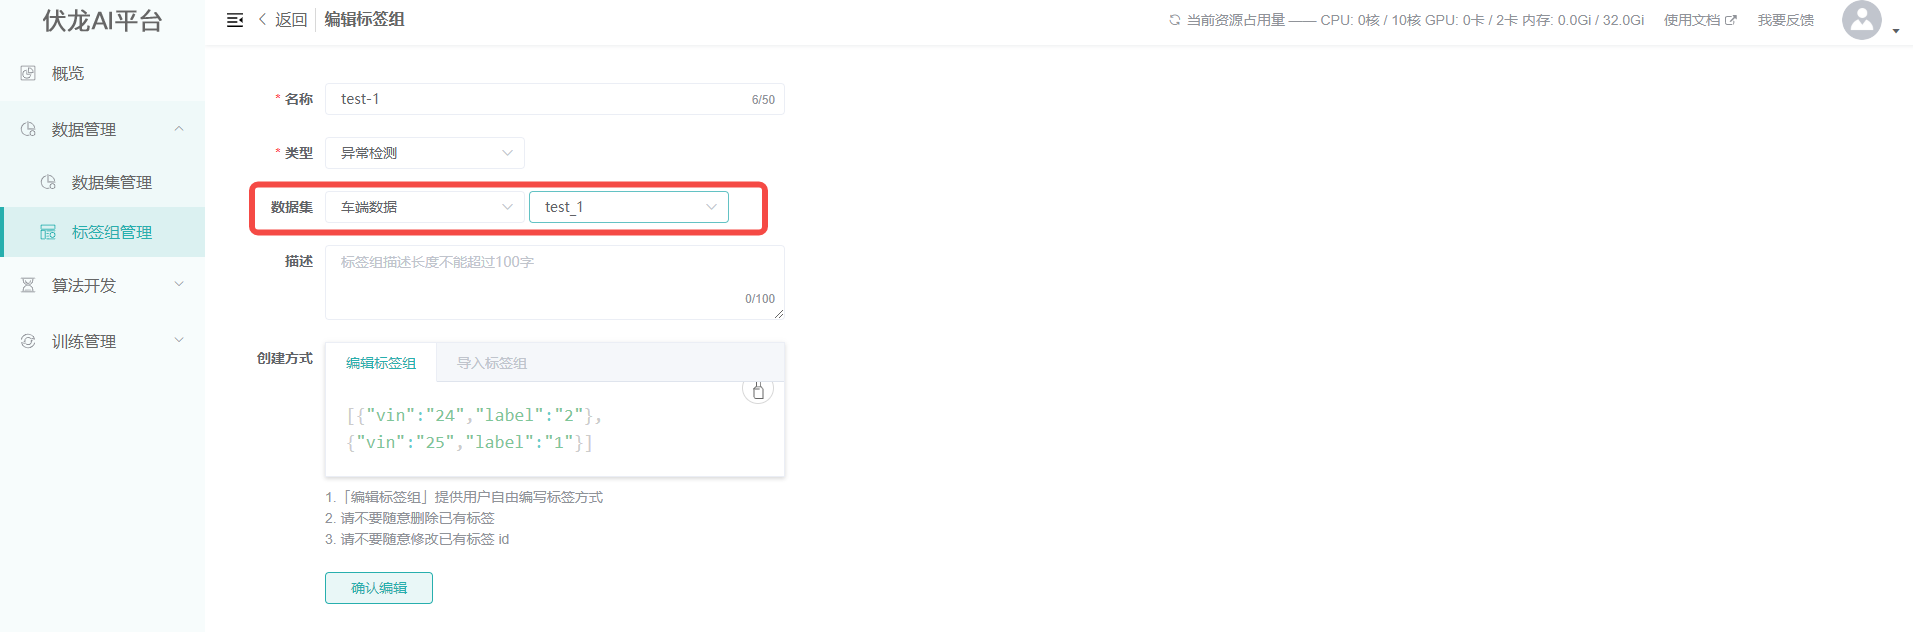 伏龙AI平台
返回
编辑标签组
当前资源占用量 —— CPU: 0核 / 10核 GPU: 0卡 / 2卡 内存: 0.0Gi / 32.0Gi
使用文档
我要反馈
概览
数据管理
数据集管理
标签组管理
算法开发
训练管理
* 名称
test-1
6/50
* 类型
异常检测
数据集
车端数据
test_1
描述
标签组描述长度不能超过100字
0/100
创建方式
编辑标签组
导入标签组
[{"vin":"24","label":"2"},
{"vin":"25","label":"1"}]
1.「编辑标签组」提供用户自由编写标签方式
2. 请不要随意删除已有标签
3. 请不要随意修改已有标签 id
确认编辑